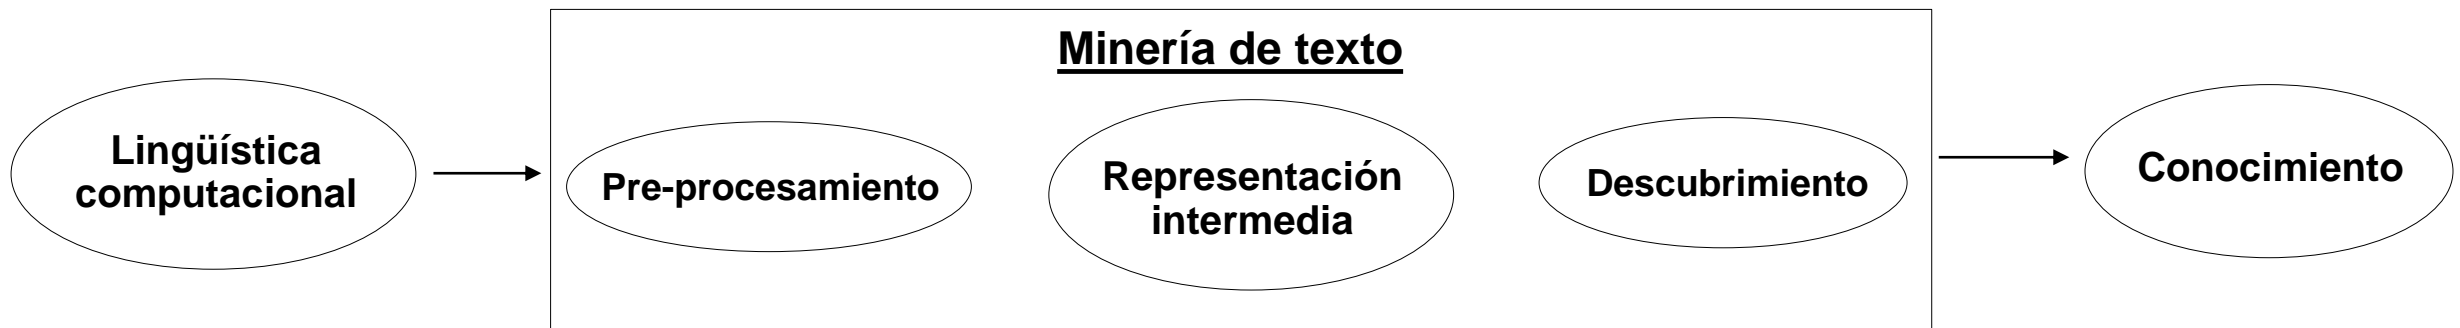 Minería de texto
Lingüística
computacional
Pre-procesamiento
Representación
intermedia
Descubrimiento
Conocimiento